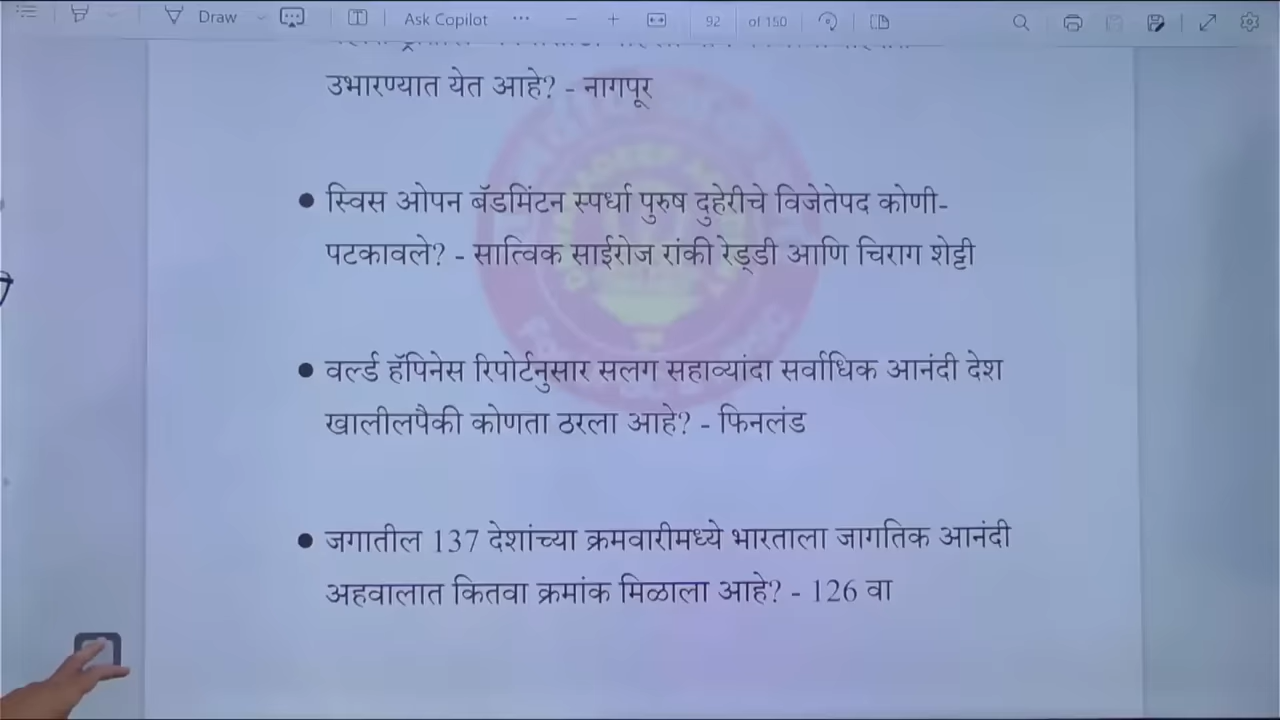 Draw
Ask Copilot
92
of 150
उभारण्यात येत आहे? - नागपूर
• स्विस ओपन बॅडमिंटन स्पर्धा पुरुष दुहेरीचे विजेतेपद कोणी-
पटकावले? - सात्विक साईरोज रांकी रेड्डी आणि चिराग शेट्टी
• वर्ल्ड हॅपिनेस रिपोर्टनुसार सलग सहाव्यांदा सर्वाधिक आनंदी देश
खालीलपैकी कोणता ठरला आहे? - फिनलंड
• जगातील 137 देशांच्या क्रमवारीमध्ये भारताला जागतिक आनंदी
अहवालात कितवा क्रमांक मिळाला आहे? - 126 वा